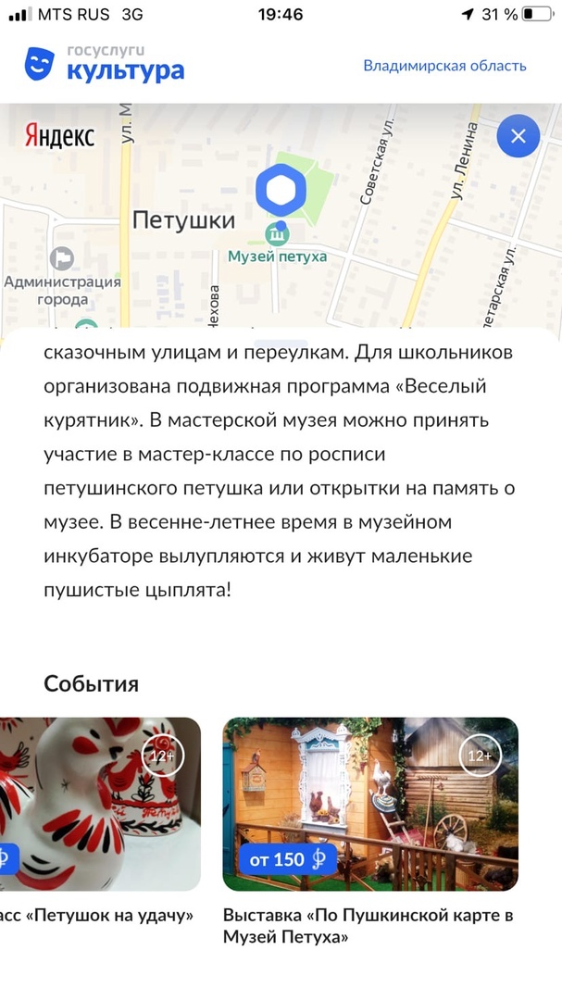 MTS RUS 3G 19:46 31 %
госуслуги
культура
Владимирская область
Яндекс
ул. М
Советская ул.
ул. Ленина
Петушки
Музей петуха
Администрация
города
Чехова
летарская ул.
сказочным улицам и переулкам. Для школьников
организована подвижная программа «Веселый
курятник». В мастерской музея можно принять
участие в мастер-классе по росписи
петушинского петушка или открытки на память о
музее. В весенне-летнее время в музейном
инкубаторе вылупляются и живут маленькие
пушистые цыплята!
События
12+
12+
от 150
асс «Петушок на удачу»
Выставка «По Пушкинской карте в
Музей Петуха»